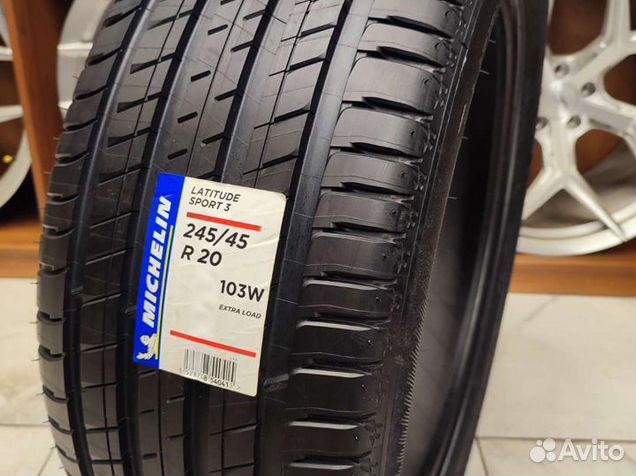 MICHELIN
LATITUDE
SPORT 3
245/45
R 20
103W
EXTRA LOAD
Avito